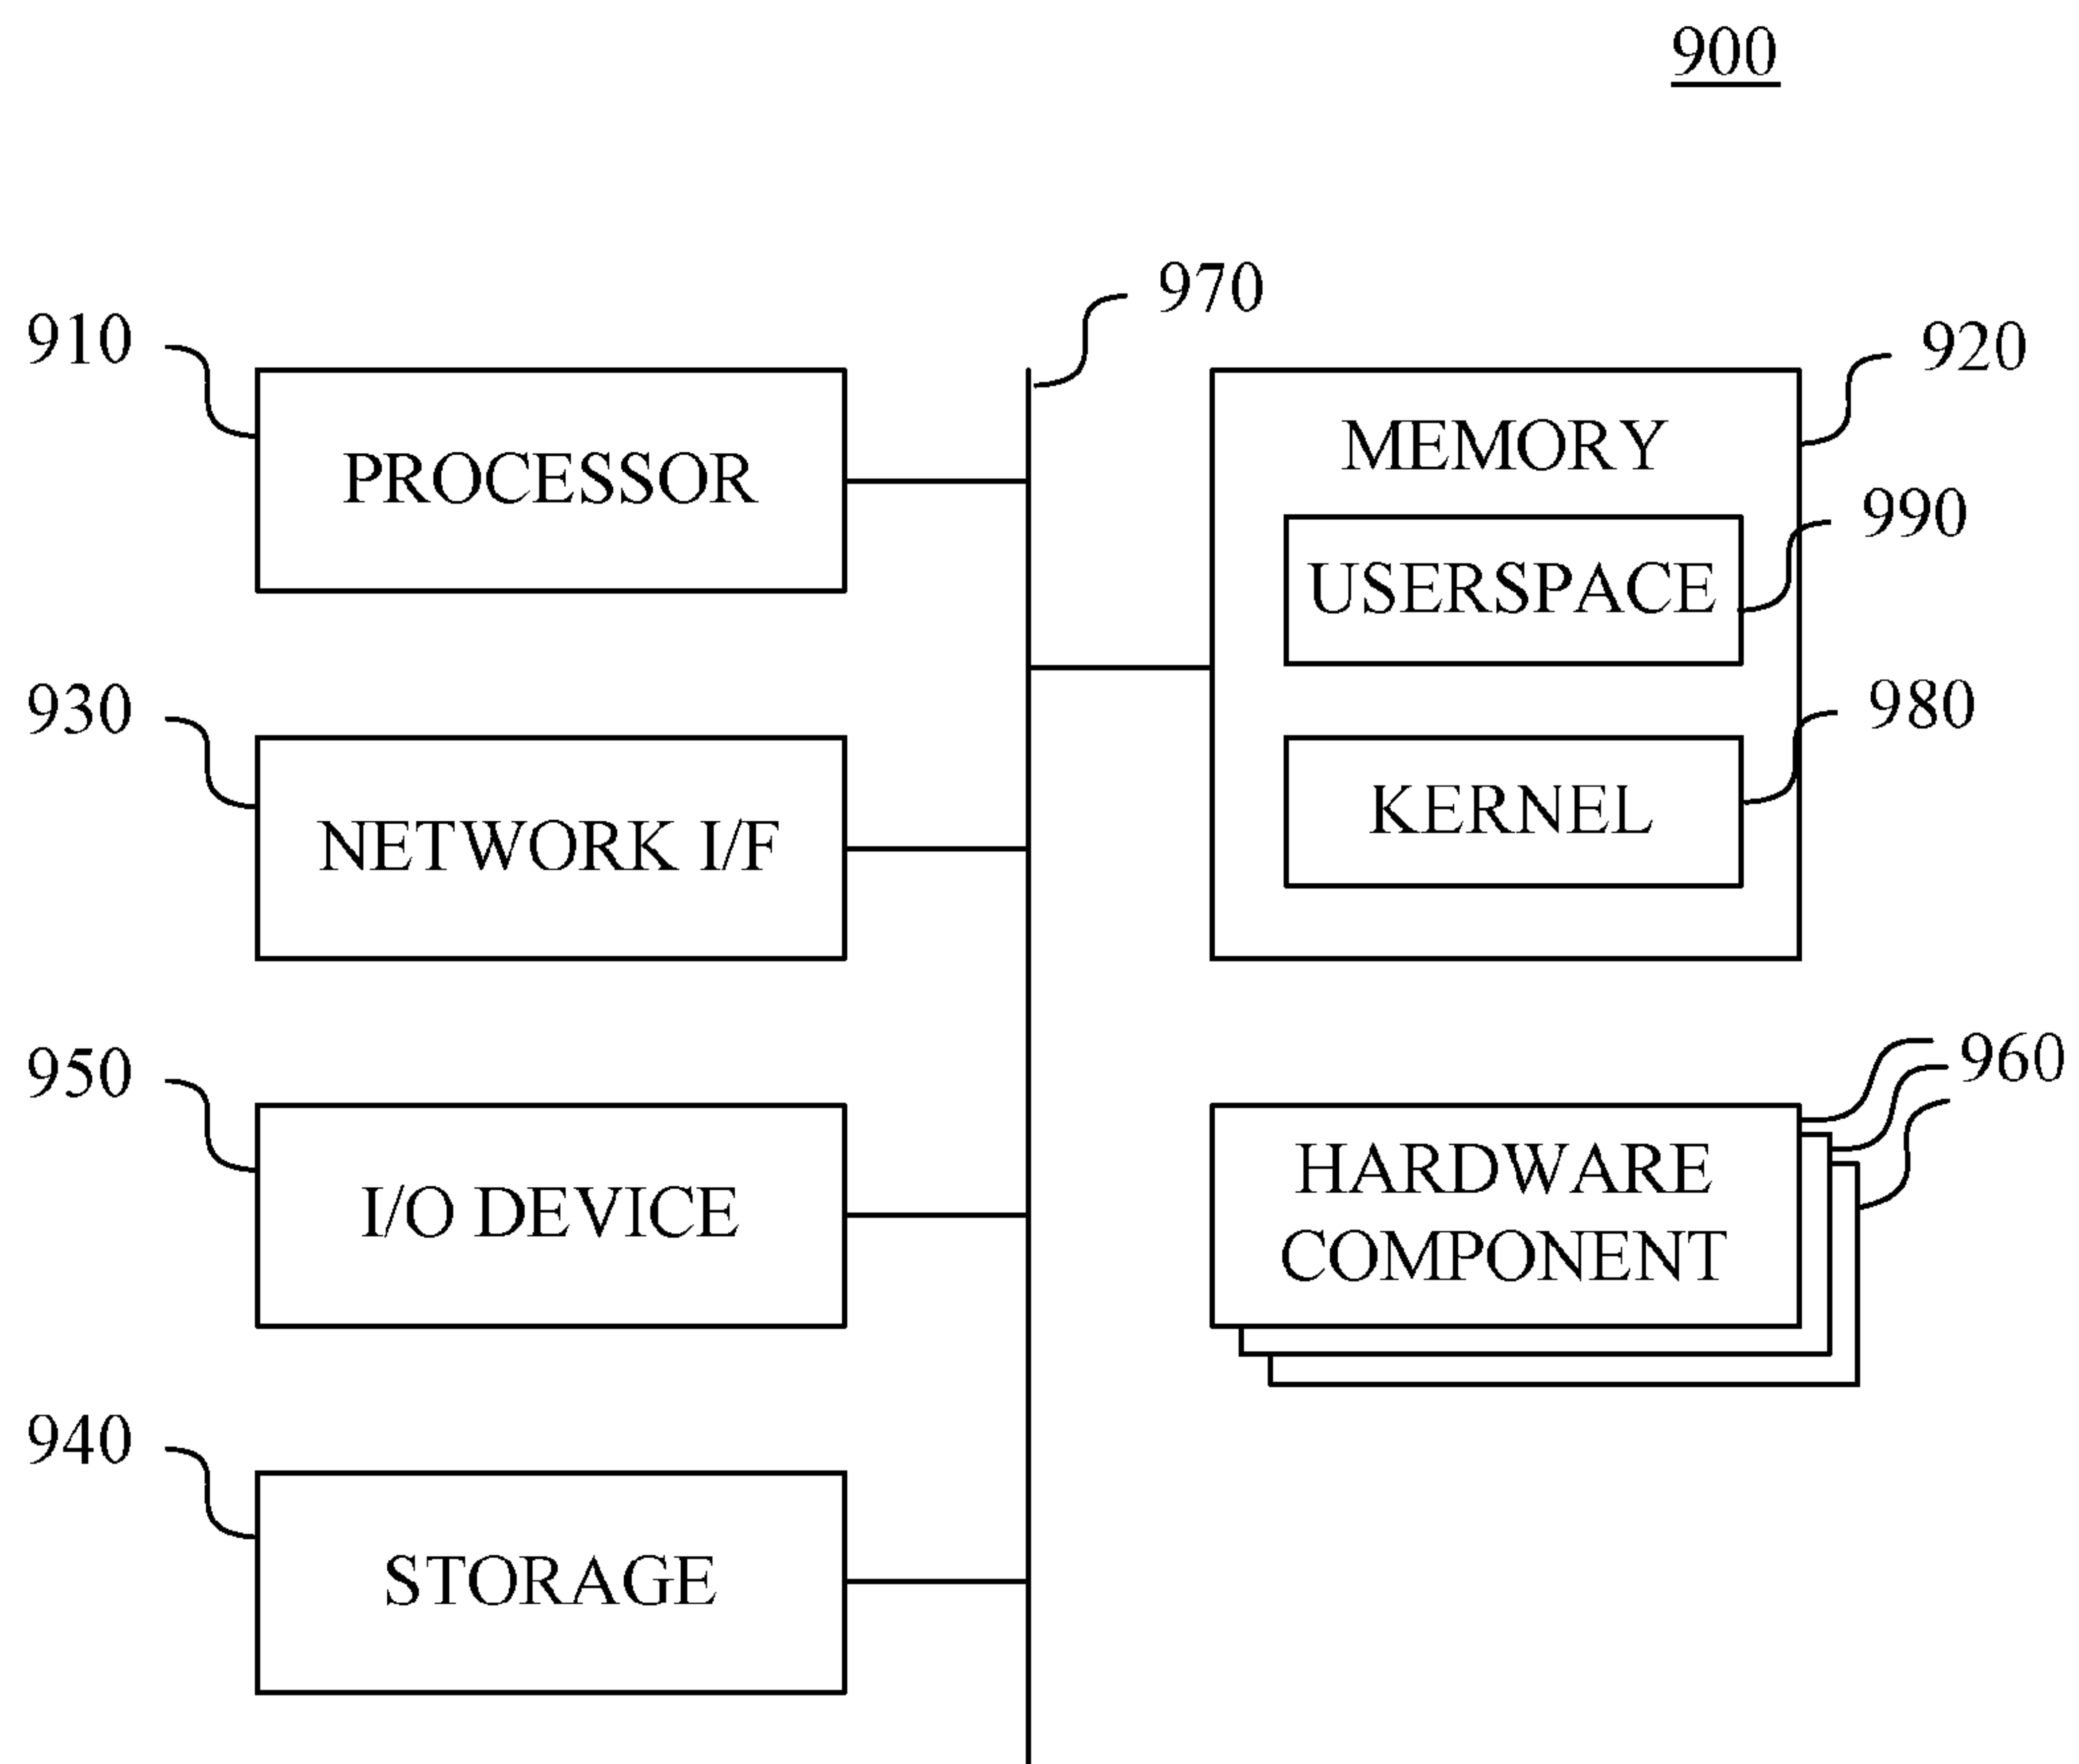 900
970
910
920
PROCESSOR
MEMORY
990
USERSPACE
930
980
NETWORK I/F
KERNEL
950
960
I/O DEVICE
HARDWARE
COMPONENT
940
STORAGE